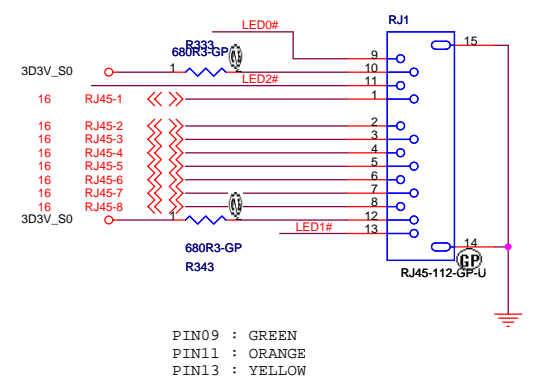 RJ1
LED0#
R333
680R3-GP
15
9
3D3V_S0 1 2 10
LED2# 11
16 RJ45-1 1
16 RJ45-2 2
16 RJ45-3 3
16 RJ45-4 4
16 RJ45-5 5
16 RJ45-6 6
16 RJ45-7 7
16 RJ45-8 8
3D3V_S0 1 2 12
LED1# 13
14
680R3-GP
GP
R343
RJ45-112-GP-U
PIN09 : GREEN
PIN11 : ORANGE
PIN13 : YELLOW